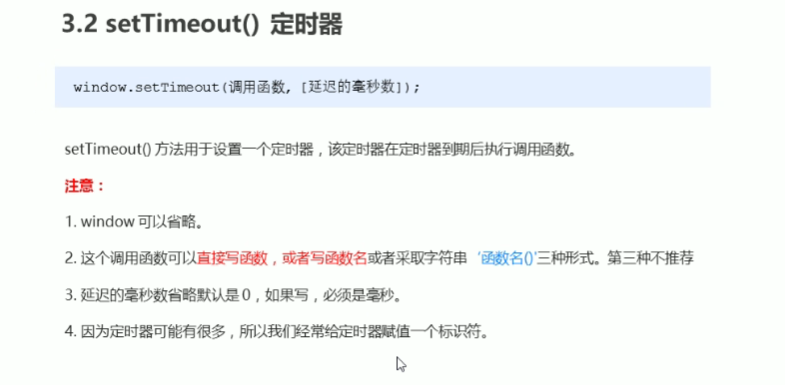 3.2 setTimeout() 定时器
window.setTimeout(调用函数, [延迟的毫秒数]);
setTimeout() 方法用于设置一个定时器，该定时器在定时器到期后执行调用函数。
注意：
1. window 可以省略。
2. 这个调用函数可以直接写函数，或者写函数名或者采取字符串‘函数名()'三种形式。第三种不推荐
3. 延迟的毫秒数省略默认是 0，如果写，必须是毫秒。
4. 因为定时器可能有很多，所以我们经常给定时器赋值一个标识符。